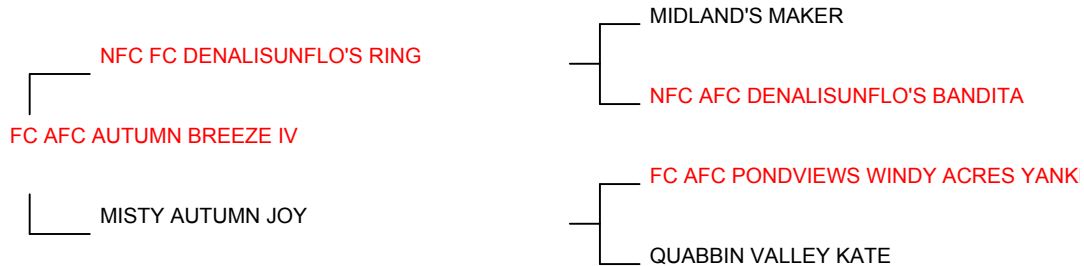 MIDLAND'S MAKER
NFC FC DENALISUNFLO'S RING
NFC AFC DENALISUNFLO'S BANDITA
FC AFC AUTUMN BREEZE IV
FC AFC PONDVIEWS WINDY ACRES
MISTY AUTUMN JOY
QUABBIN VALLEY KATE